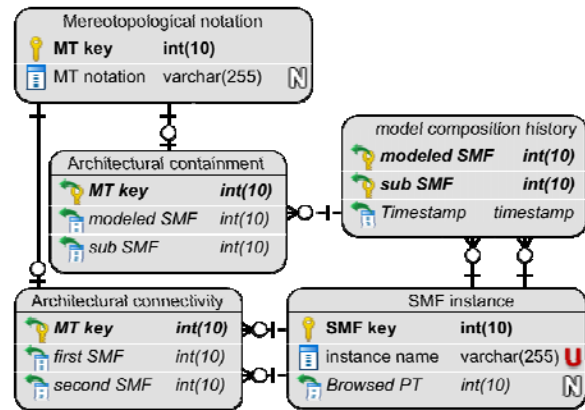 Mereotopological notation
MT key int(10)
MT notation varchar(255) N
model composition history
modeled SMF int(10)
sub SMF int(10)
Timestamp timestamp
Architectural containment
MT key int(10)
modeled SMF int(10)
sub SMF int(10)
Architectural connectivity
MT key int(10)
first SMF int(10)
second SMF int(10)
SMF instance
SMF key int(10)
instance name varchar(255) U
Browsed PT int(10) N